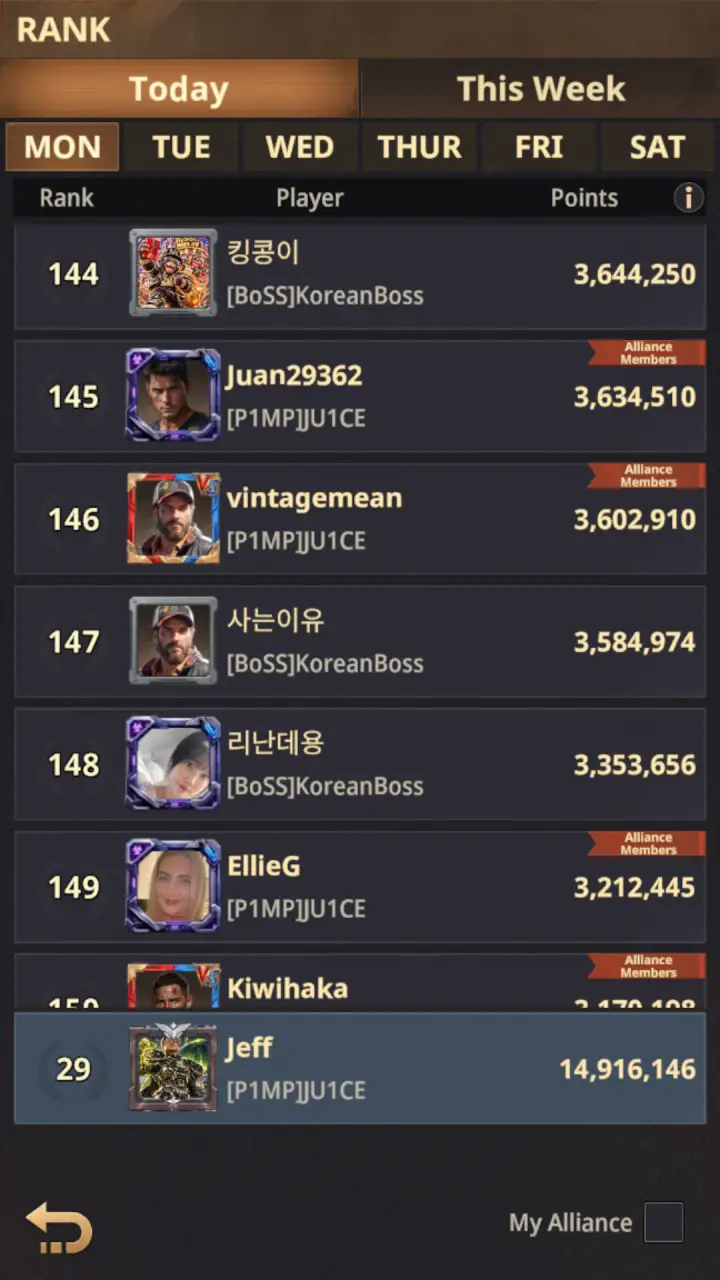 RANK
Today
This Week
MON
TUE
WED
THUR
FRI
SAT
Rank
Player
Points
144
킹콩이
[BoSS]KoreanBoss
3,644,250
Alliance
Members
145
Juan29362
[P1MP]JU1CE
3,634,510
Alliance
Members
146
vintagemean
[P1MP]JU1CE
3,602,910
147
사는이유
[BoSS]KoreanBoss
3,584,974
148
리난데용
[BoSS]KoreanBoss
3,353,656
Alliance
Members
149
EllieG
[P1MP]JU1CE
3,212,445
Alliance
Members
150
Kiwihaka
29
Jeff
[P1MP]JU1CE
14,916,146
My Alliance